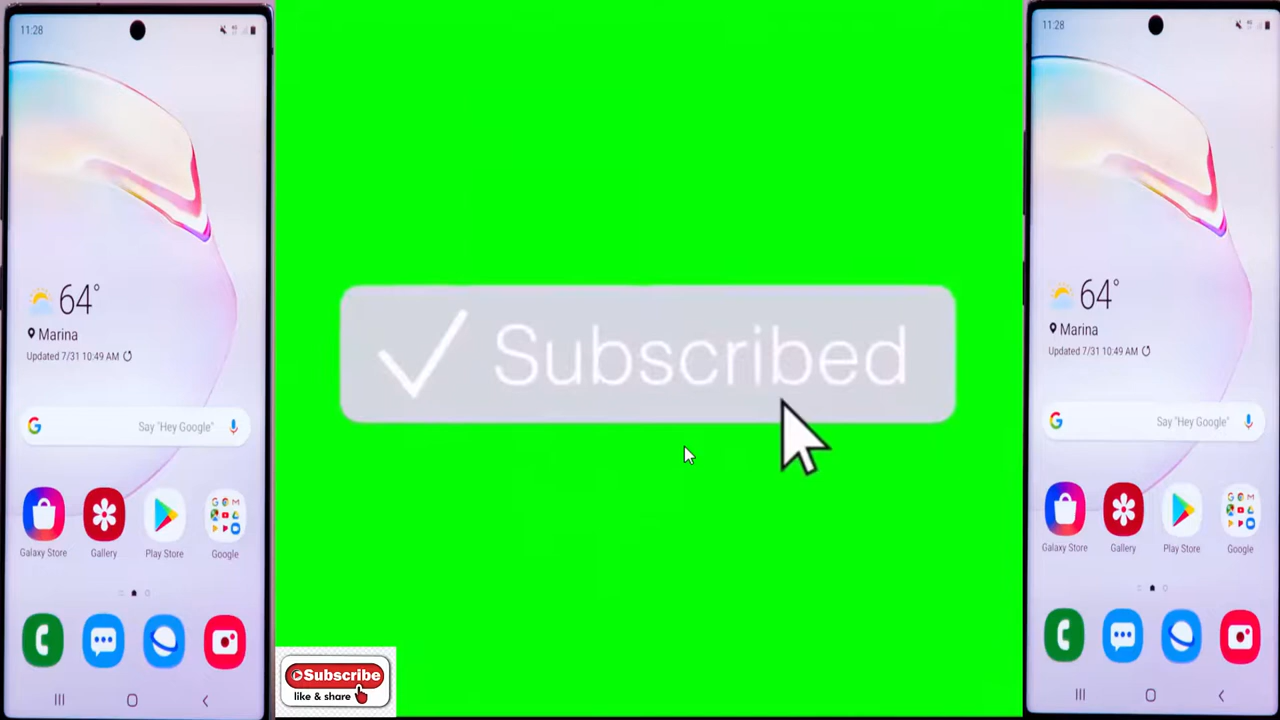 11:28
64°
Marina
Updated 7/31 10:49 AM
Say "Hey Google"
Galaxy Store
Gallery
Play Store
Google
Subscribed
Subscribe
like & share
11:28
64°
Marina
Updated 7/31 10:49 AM
Say "Hey Google"
Galaxy Store
Gallery
Play Store
Google